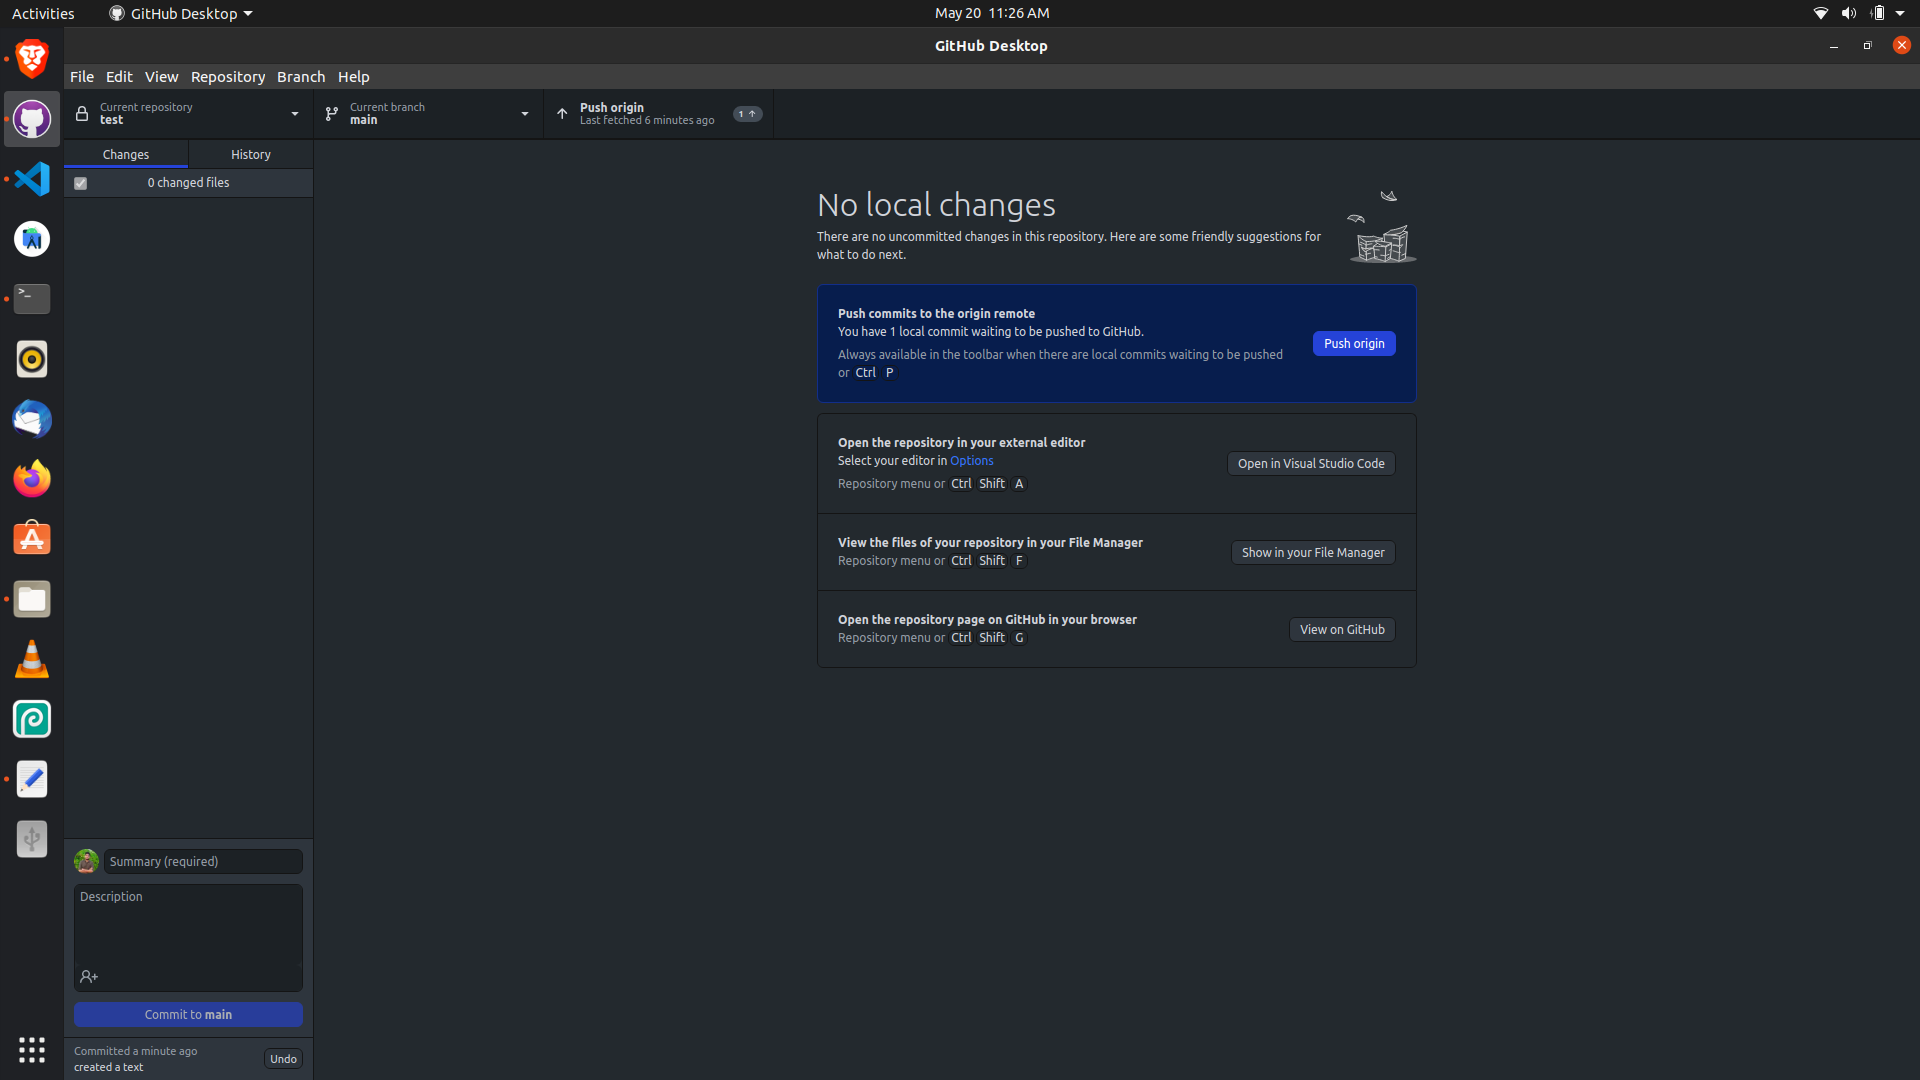 Activities
GitHub Desktop
May 20 11:26 AM
GitHub Desktop
File Edit View Repository Branch Help
Current repository
test
Current branch
main
Push origin
Last fetched 6 minutes ago
1
Changes
History
0 changed files
No local changes
There are no uncommitted changes in this repository. Here are some friendly suggestions for
what to do next.
Push commits to the origin remote
You have 1 local commit waiting to be pushed to GitHub.
Always available in the toolbar when there are local commits waiting to be pushed
or Ctrl P
Push origin
Open the repository in your external editor
Select your editor in Options
Repository menu or Ctrl Shift A
Open in Visual Studio Code
View the files of your repository in your File Manager
Repository menu or Ctrl Shift F
Show in your File Manager
Open the repository page on GitHub in your browser
Repository menu or Ctrl Shift G
View on GitHub
Summary (required)
Description
Commit to main
Committed a minute ago
created a text
Undo